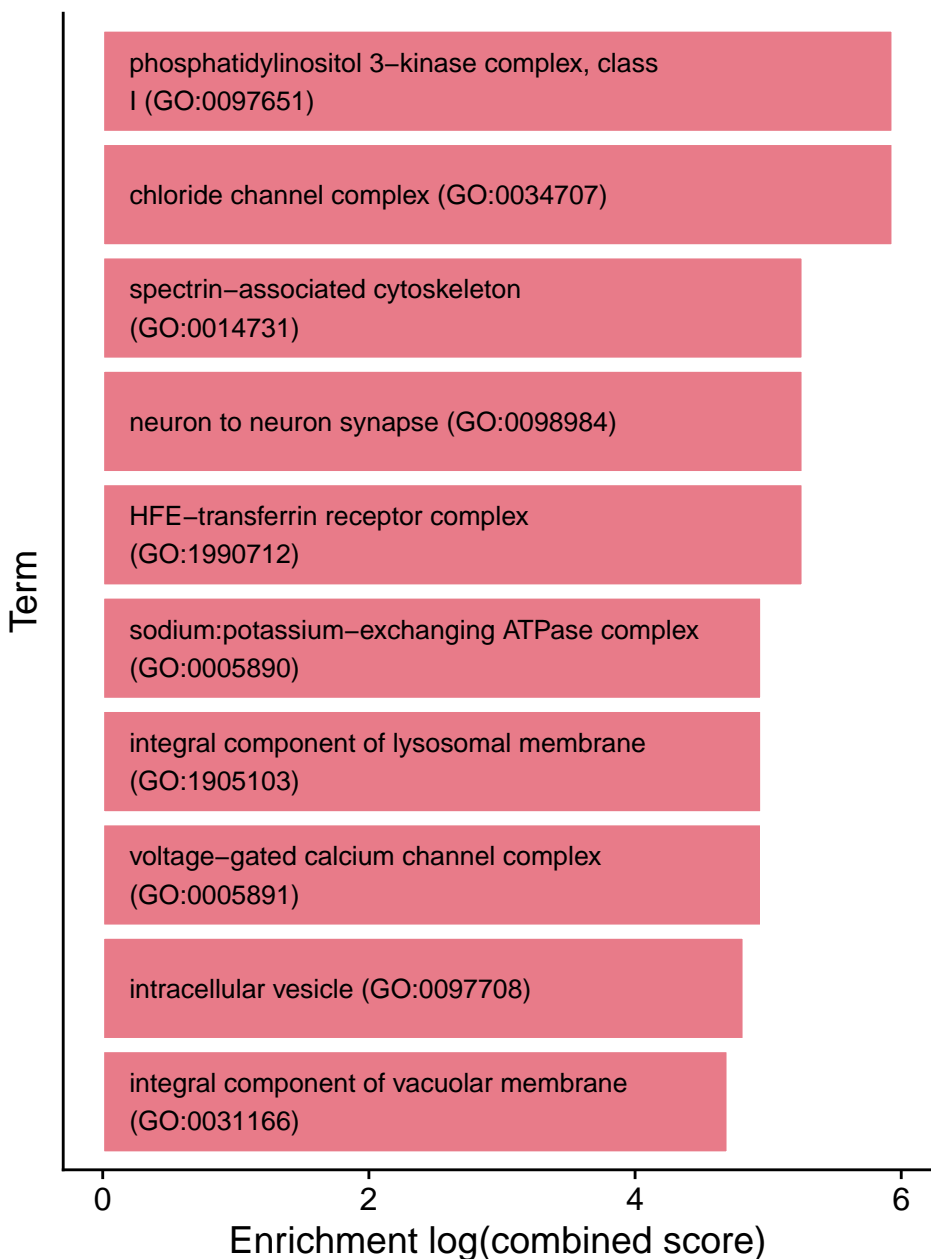 phosphatidylinositol 3−kinase complex, class
I (GO:0097651)
chloride channel complex (GO:0034707)
spectrin−associated cytoskeleton
(GO:0014731)
neuron to neuron synapse (GO:0098984)
HFE−transferrin receptor complex
(GO:1990712)
sodium:potassium−exchanging ATPase complex
(GO:0005890)
integral component of lysosomal membrane
(GO:1905103)
voltage−gated calcium channel complex
(GO:0005891)
intracellular vesicle (GO:0097708)
integral component of vacuolar membrane
(GO:0031166)
Term
0 2 4 6
Enrichment log(combined score)